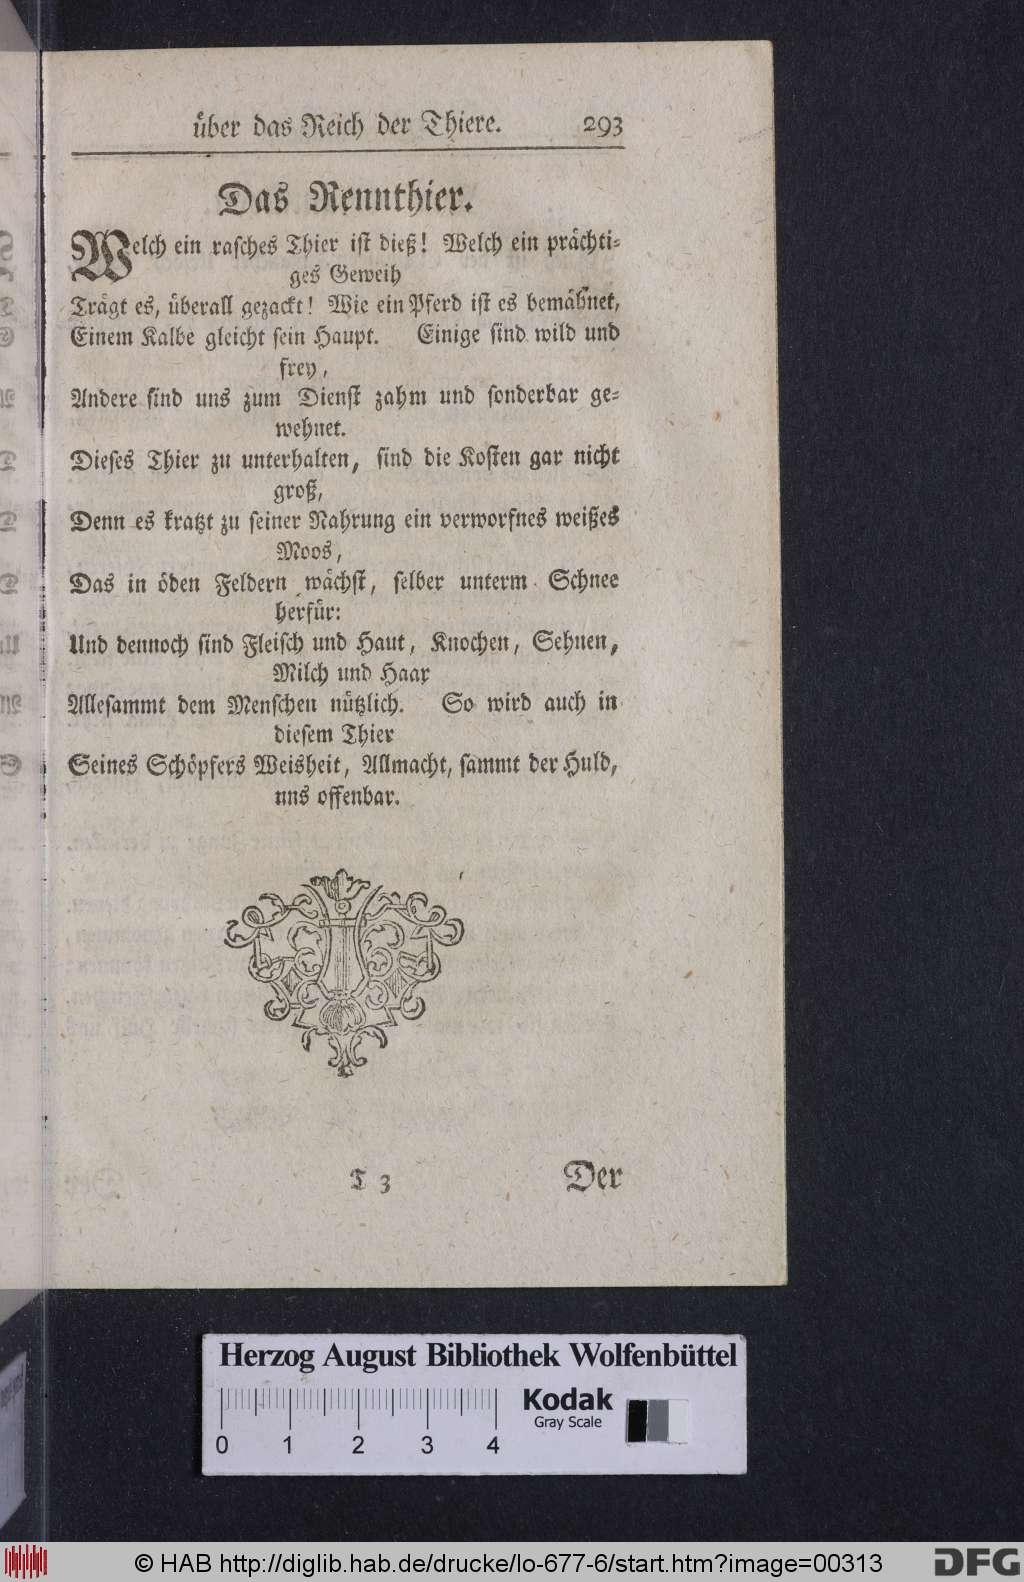 über das Reich der Thiere. 293
Das Rennthier.
Welch ein rasches Thier ist dieß! Welch ein prächti-
ges Geweih
Trägt es, überall gezackt! Wie ein Pferd ist es bemähnet,
Einem Kalbe gleicht sein Haupt. Einige sind wild und
frey,
Andere sind uns zum Dienst zahm und sonderbar ge-
wehnet.
Dieses Thier zu unterhalten, sind die Kosten gar nicht
groß,
Denn es kratzt zu seiner Nahrung ein verworfnes weißes
Moos,
Das in öden Feldern wächst, selber unterm Schnee
herfür:
Und dennoch sind Fleisch und Haut, Knochen, Sehnen,
Milch und Haar
Allesammt dem Menschen nützlich. So wird auch in
diesem Thier
Seines Schöpfers Weisheit, Allmacht, sammt der Huld,
uns offenbar.
T 3 Der
Herzog August Bibliothek Wolfenbüttel
Kodak
Gray Scale
0 1 2 3 4
© HAB http://diglib.hab.de/drucke/lo-677-6/start.htm?image=00313
DFG